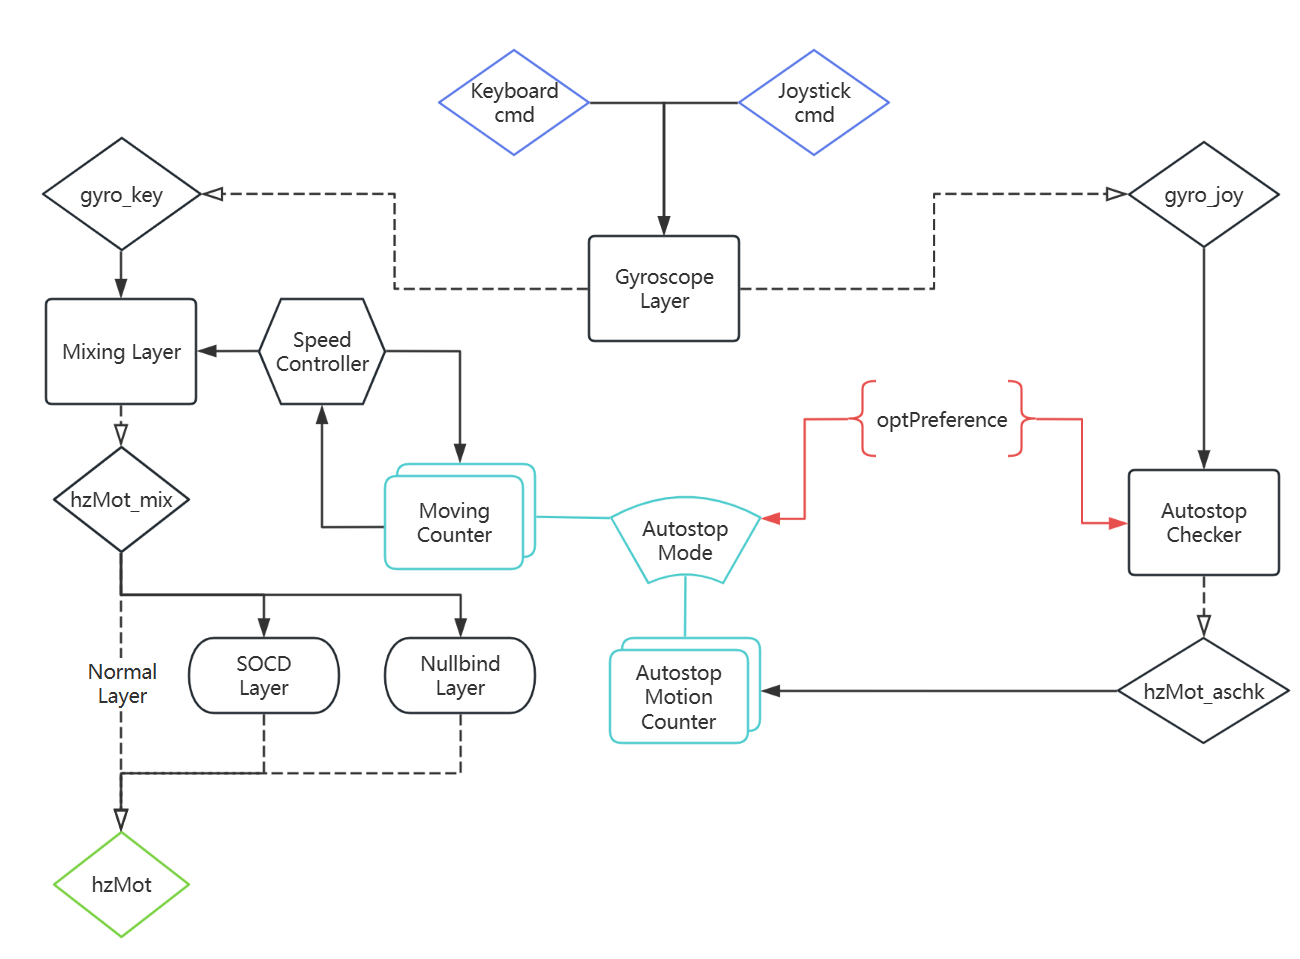 Keyboard
cmd
Joystick
cmd
gyro_key
gyro_joy
Gyroscope
Layer
Mixing Layer
Speed
Controller
optPreference
hzMot_mix
Moving
Counter
Autostop
Mode
Autostop
Checker
Normal
Layer
SOCD
Layer
Nullbind
Layer
Autostop
Motion
Counter
hzMot_aschk
hzMot